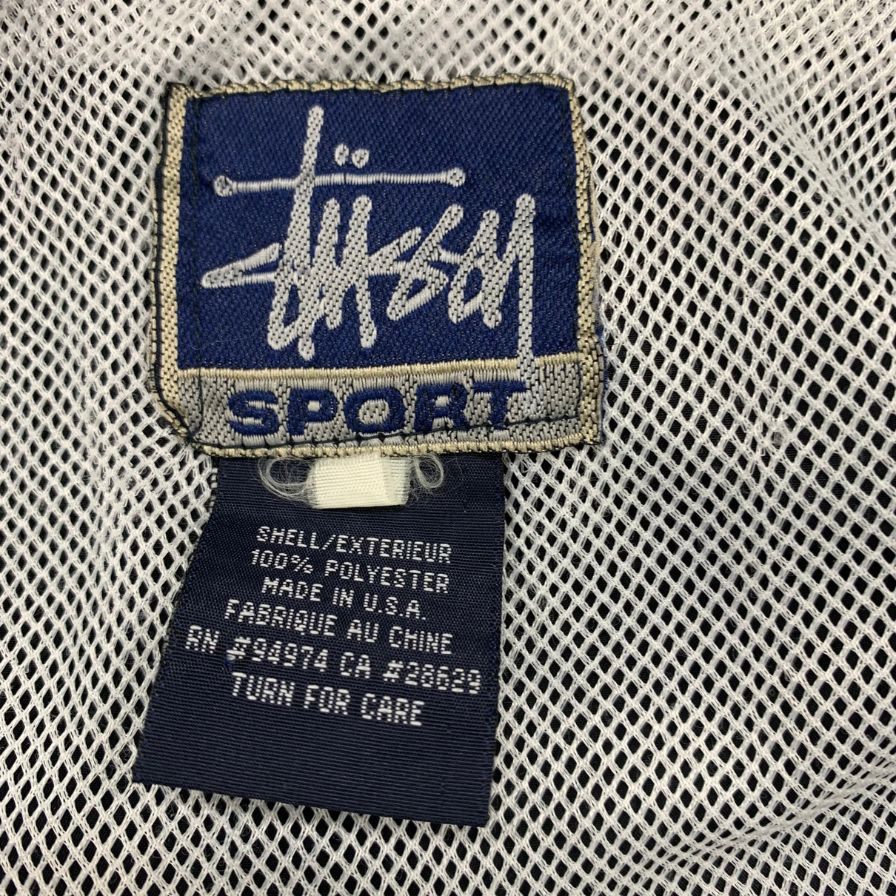 Stüssy
SPORT
SHELL/EXTERIEUR
100% POLYESTER
MADE IN U.S.A.
FABRIQUE AU CHINE
RN #94974 CA #28629
TURN FOR CARE